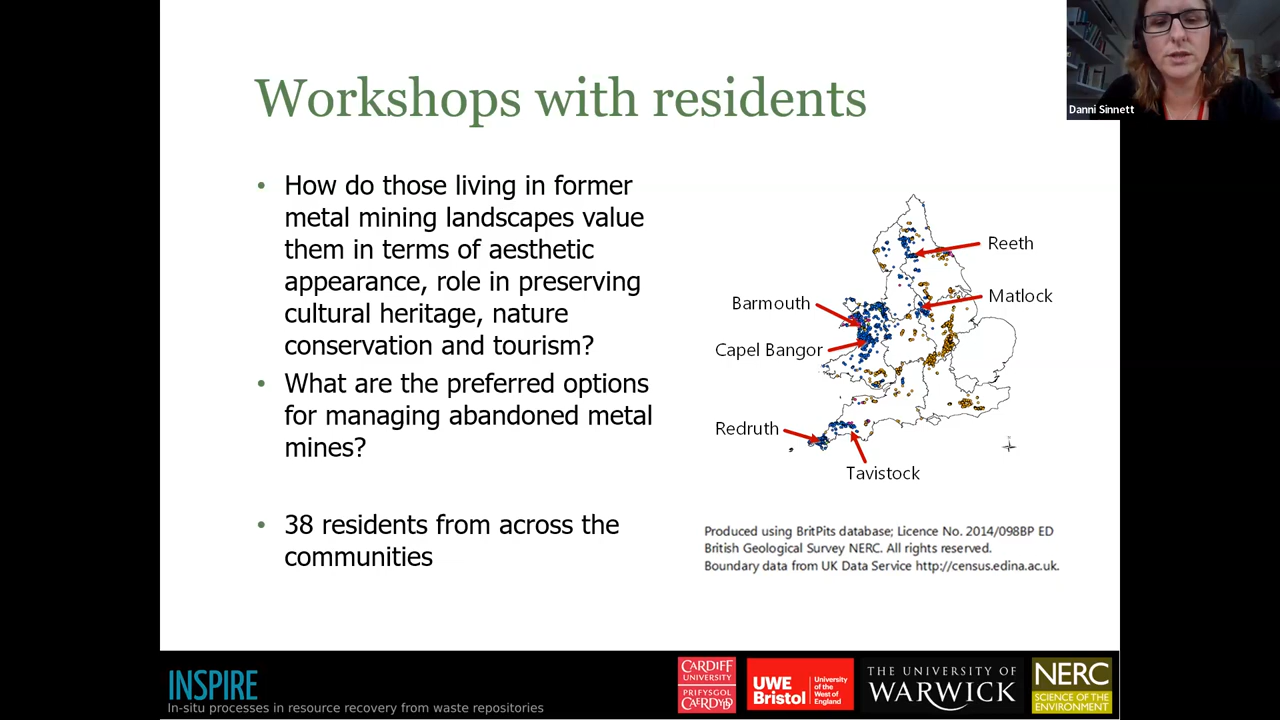 Workshops with residents
Danni Sinnett
• How do those living in former
metal mining landscapes value
them in terms of aesthetic
appearance, role in preserving
cultural heritage, nature
conservation and tourism?
• What are the preferred options
for managing abandoned metal
mines?
• 38 residents from across the
communities
Reeth
Matlock
Barmouth
Capel Bangor
Redruth
Tavistock
Produced using BritPits database; Licence No. 2014/098BP ED
British Geological Survey NERC. All rights reserved.
Boundary data from UK Data Service http://census.edina.ac.uk.
INSPIRE
In-situ processes in resource recovery from waste repositories
CARDIFF
UNIVERSITY
PRIFYSGOL
CAERDYDD
UWE
Bristol
University
of the
West of
England
THE UNIVERSITY OF
WARWICK
NERC
SCIENCE OF THE
ENVIRONMENT